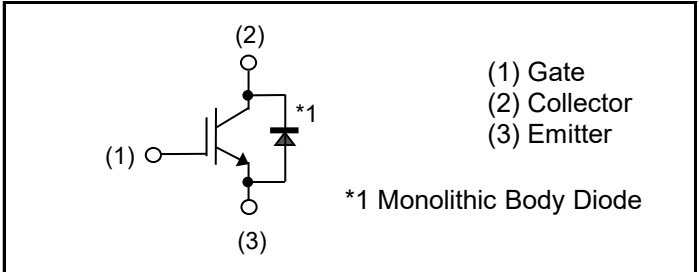 (2)
*1
(1)
(3)
(1) Gate
(2) Collector
(3) Emitter
*1 Monolithic Body Diode